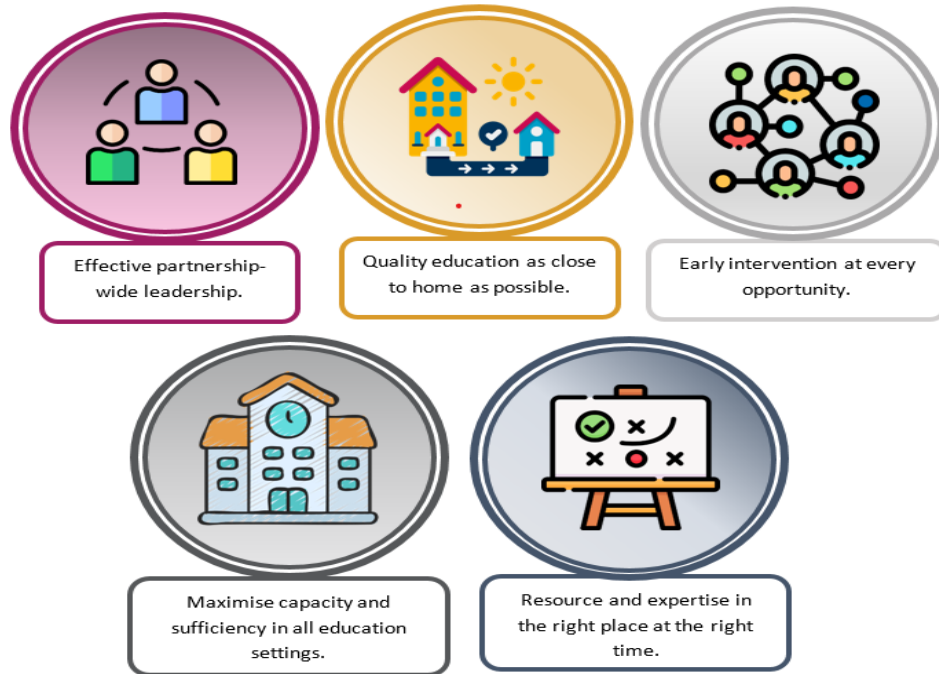 Effective partnership-
wide leadership.
Quality education as close
to home as possible.
Early intervention at every
opportunity.
Maximise capacity and
sufficiency in all education
settings.
Resource and expertise in
the right place at the right
time.